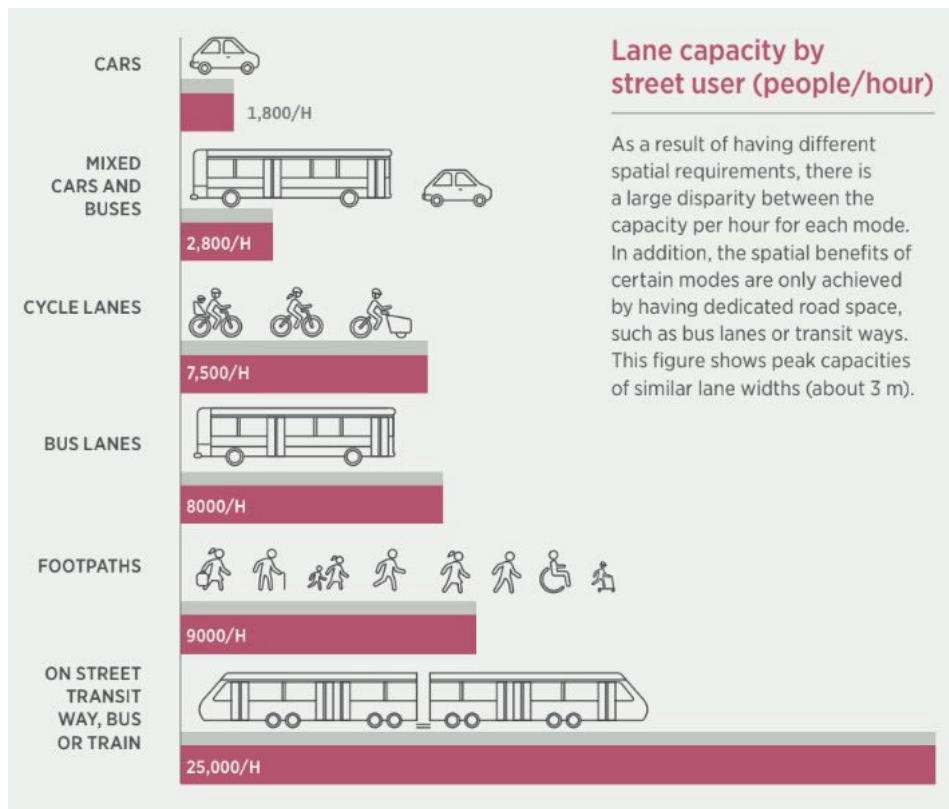 Lane capacity by
street user (people/hour)
As a result of having different
spatial requirements, there is
a large disparity between the
capacity per hour for each mode.
In addition, the spatial benefits of
certain modes are only achieved
by having dedicated road space,
such as bus lanes or transit ways.
This figure shows peak capacities
of similar lane widths (about 3 m).
CARS
1,800/H
MIXED
CARS AND
BUSES
2,800/H
CYCLE LANES
7,500/H
BUS LANES
8000/H
FOOTPATHS
9000/H
ON STREET
TRANSIT
WAY, BUS
OR TRAIN
25,000/H